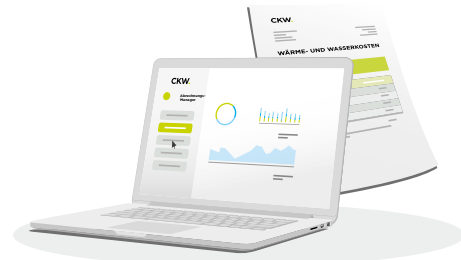 CKW.
WÄRME- UND WASSERKOSTEN
CKW.
Abrechnungs-
Manager